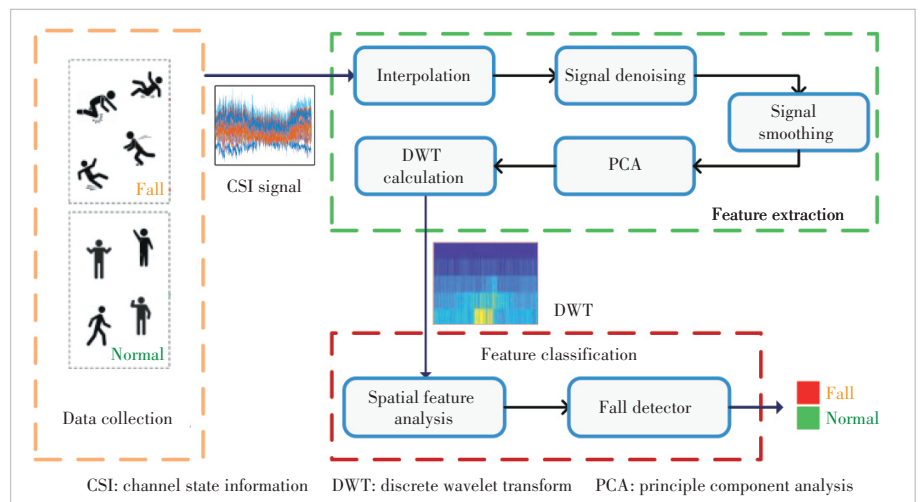 Fall
Normal
Data collection
CSI signal
Interpolation
Signal denoising
Signal
smoothing
PCA
DWT
calculation
Feature extraction
DWT
Feature classification
Spatial feature
analysis
Fall detector
Fall
Normal
CSI: channel state information DWT: discrete wavelet transform PCA: principle component analysis